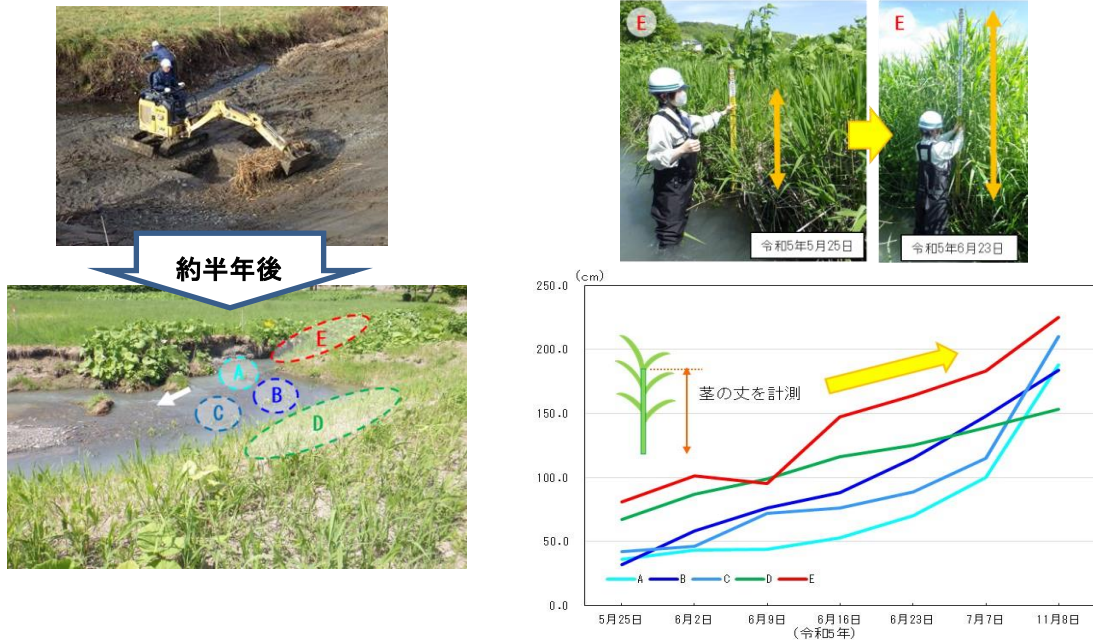 約半年後
E
A
B
C
D
E
令和5年5月25日
E
令和5年6月23日
(cm)
250.0
200.0
150.0
100.0
50.0
0.0
茎の丈を計測
A B C D E
5月25日 6月2日 6月9日 6月16日 6月23日 7月7日 11月8日
(令和5年)